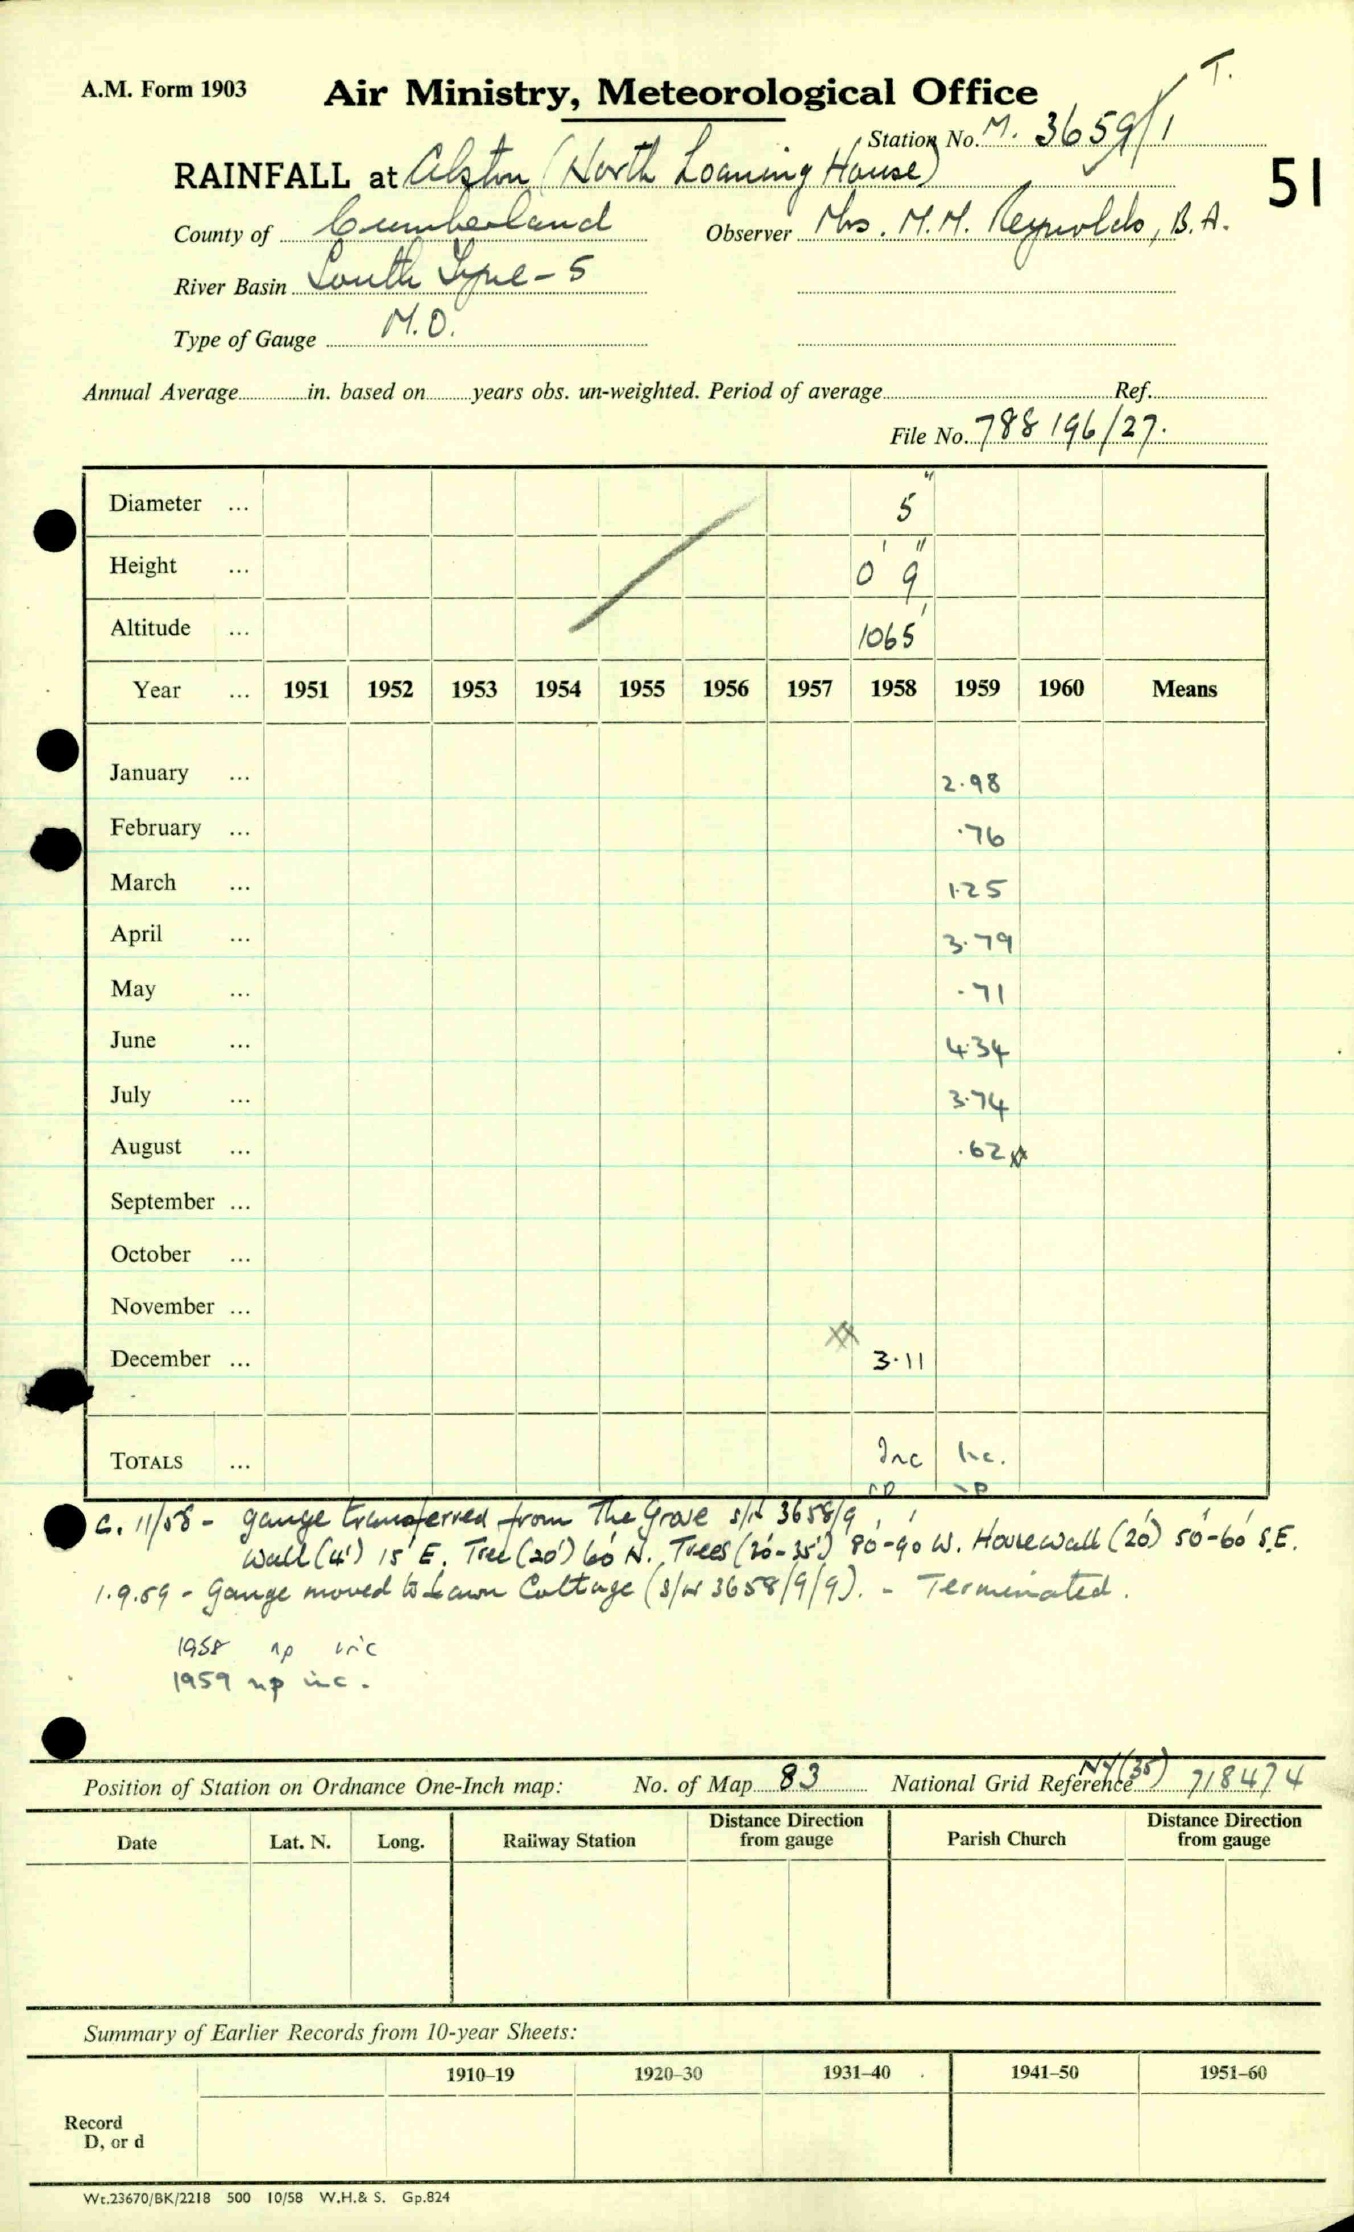 T.
A.M. Form 1903 Air Ministry, Meteorological Office
Station No. M. 3659/1
RAINFALL at Alston (North Loaning House) 51
County of Cumberland Observer Mrs. M.M. Reynolds, B.A.
River Basin South Tyne - 5
Type of Gauge M.O.
Annual Average in. based on years obs. un-weighted. Period of average Ref.
File No. 788196/27.
Diameter ... 5"
Height ... 0' 9"
Altitude ... 1065'
Year ... 1951 1952 1953 1954 1955 1956 1957 1958 1959 1960 Means
January ... 2.98
February ... .76
March ... 1.25
April ... 3.79
May ... .71
June ... 4.34
July ... 3.74
August ... .62
September ...
October ...
November ...
December ... 3.11
TOTALS ... Inc Inc.
np np
C. 11/58 - gauge transferred from The Grove s/n 3658/9
Wall (4') 15' E. Tree (20') 60' N. Trees (30'-35') 80'-90' W. House wall (20') 50'-60' S.E.
1.9.59 - Gauge moved to Lawn Cottage (s/n 3658/9/9). - Terminated.
1958 np inc
1959 np inc.
Position of Station on Ordnance One-Inch map: No. of Map 83 National Grid Reference NY(35) 718474
Date Lat. N. Long. Railway Station Distance Direction from gauge Parish Church Distance Direction from gauge
Summary of Earlier Records from 10-year Sheets:
1910–19 1920–30 1931–40 1941–50 1951–60
Record
D, or d
Wt.23670/BK/2218 500 10/58 W.H.& S. Gp.824